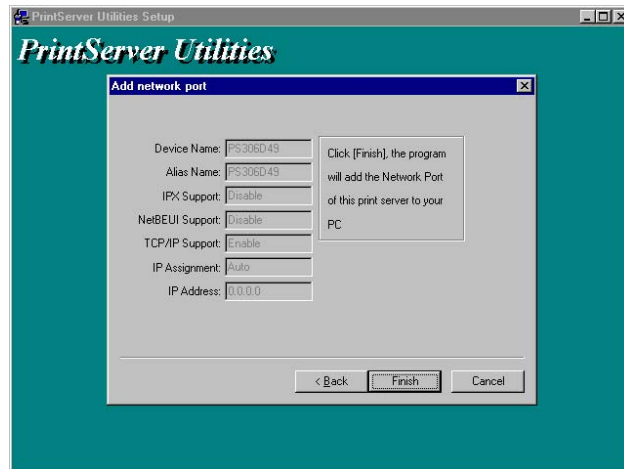 PrintServer Utilities Setup
PrintServer Utilities
Add network port
Device Name: PS306D49
Alias Name: PS306D49
IPX Support: Disable
NetBEUI Support: Disable
TCP/IP Support: Enable
IP Assignment: Auto
IP Address: 0.0.0.0
Click [Finish], the program
will add the Network Port
of this print server to your
PC
< Back
Finish
Cancel